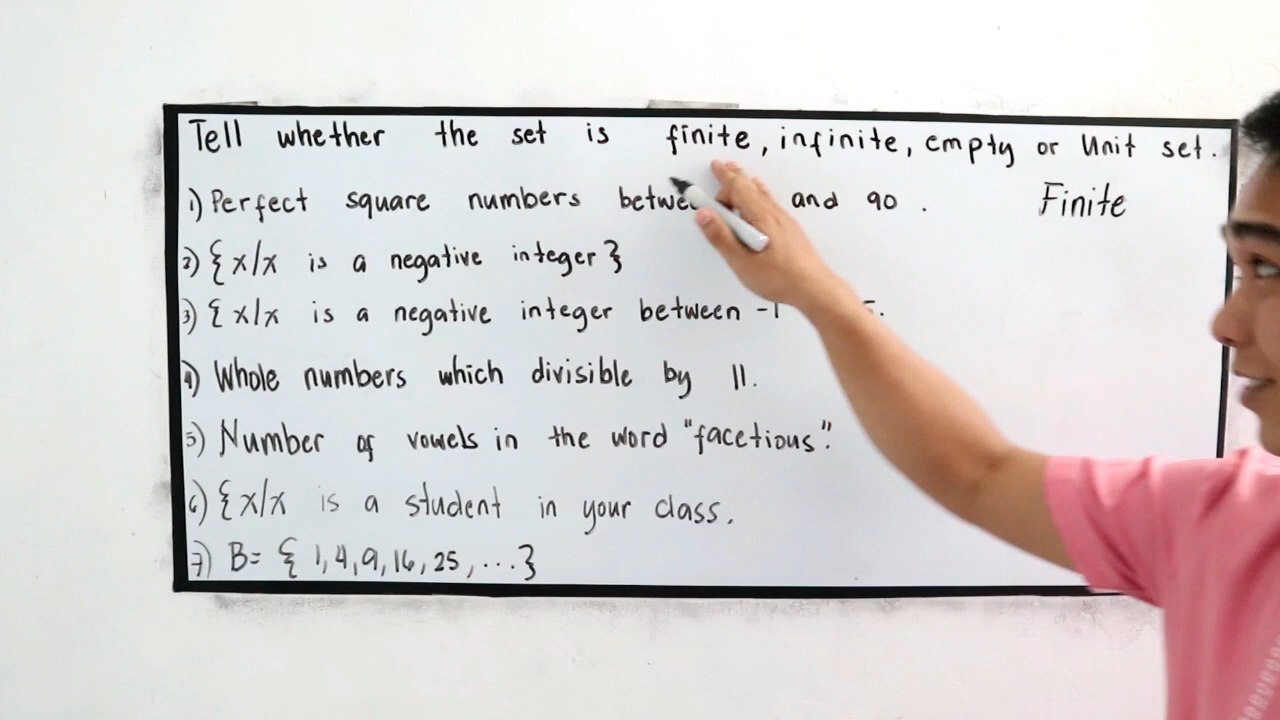 Tell whether the set is finite, infinite, empty or Unit set.
1) Perfect square numbers and 90 . Finite
2) {x/x is a negative integer}
3) {x/x is a negative integer between -1
4) Whole numbers which divisible by 11.
5) Number of vowels in the word "facetious".
6) {x/x is a student in your class.
7) B= { 1, 4, 9, 16, 25, ...}